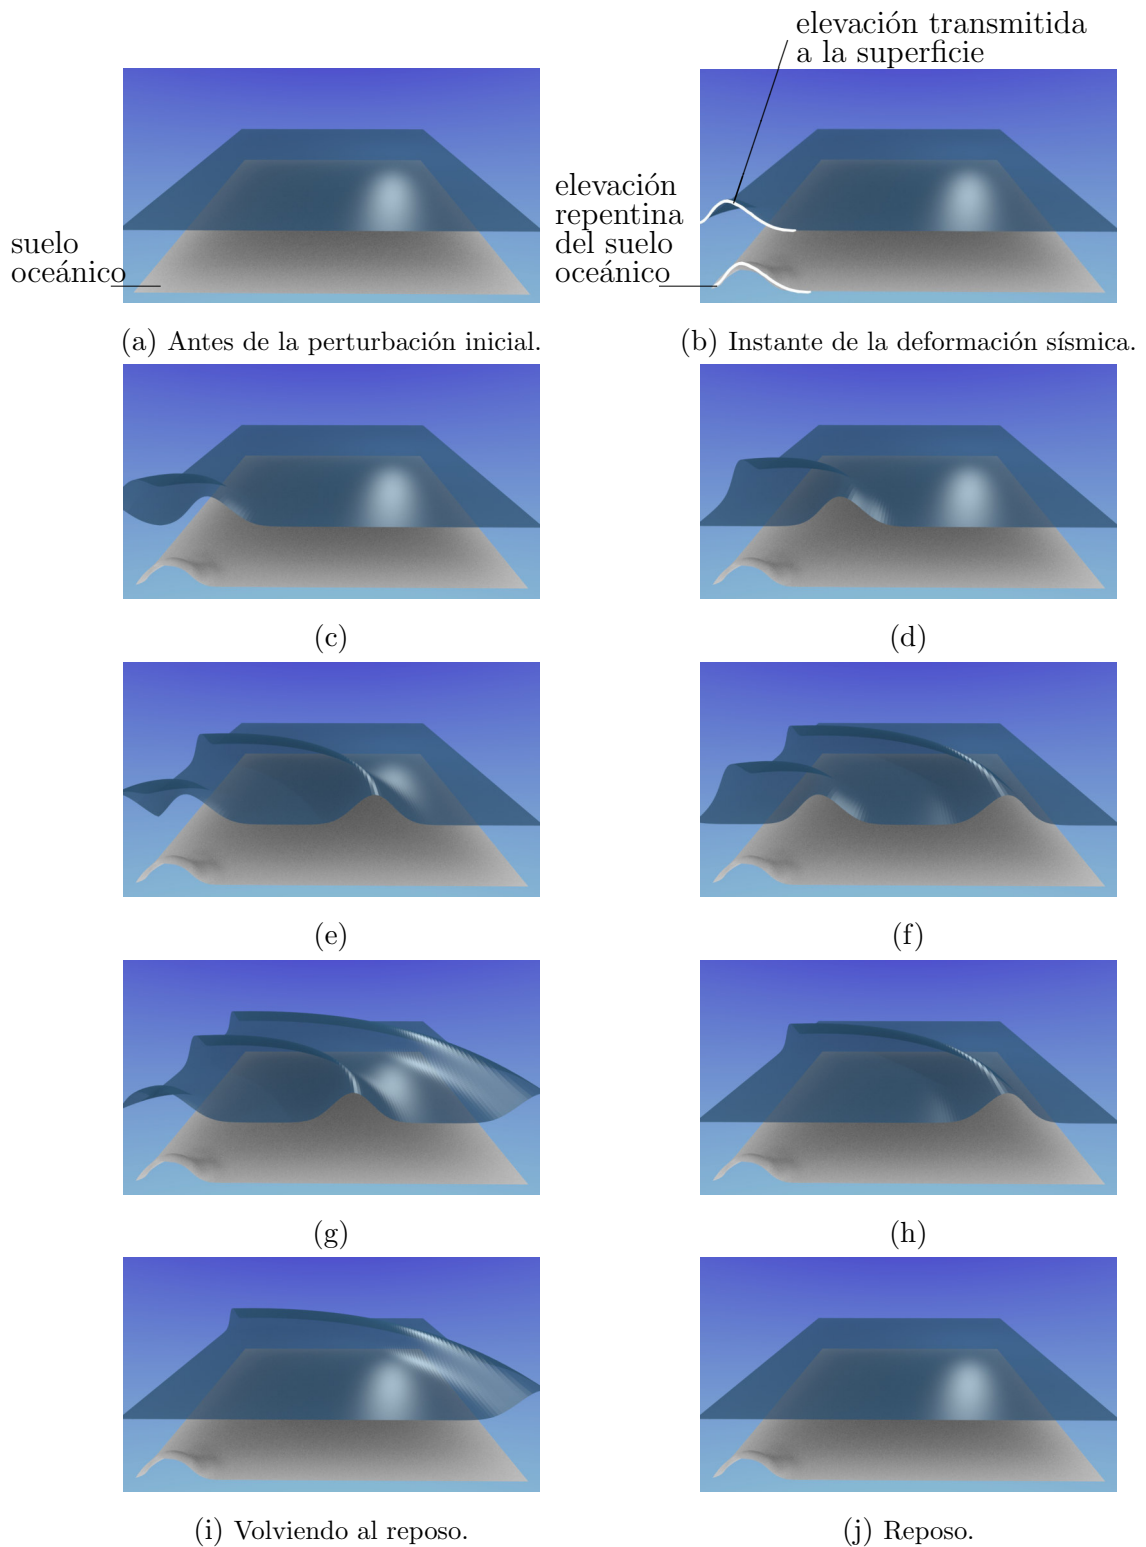 elevación transmitida
a la superficie
suelo
oceánico
elevación
repentina
del suelo
oceánico
(a) Antes de la perturbación inicial.
(b) Instante de la deformación sísmica.
(c)
(d)
(e)
(f)
(g)
(h)
(i) Volviendo al reposo.
(j) Reposo.